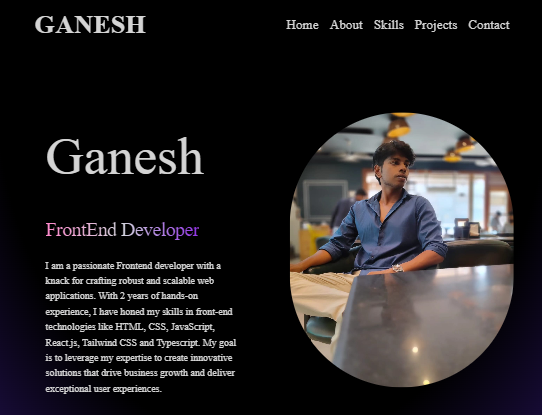 GANESH
Home About Skills Projects Contact
Ganesh
FrontEnd Developer
I am a passionate Frontend developer with a
knack for crafting robust and scalable web
applications. With 2 years of hands-on
experience, I have honed my skills in front-end
technologies like HTML, CSS, JavaScript,
React.js, Tailwind CSS and Typescript. My goal
is to leverage my expertise to create innovative
solutions that drive business growth and deliver
exceptional user experiences.